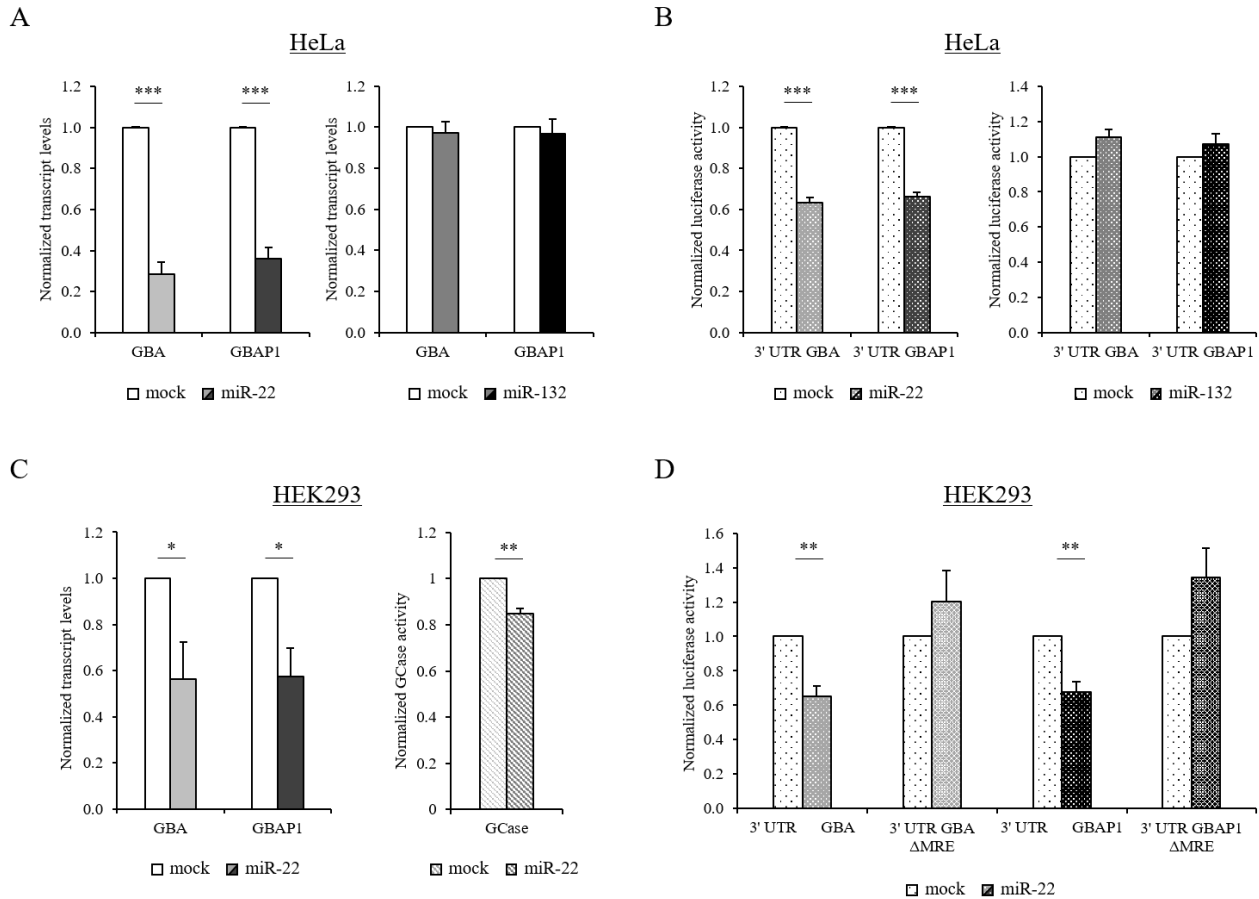 A
HeLa
Normalized transcript levels
1.2
1.0
0.8
0.6
0.4
0.2
0.0
***
***
GBA
GBAP1
mock
miR-22
Normalized transcript levels
1.2
1.0
0.8
0.6
0.4
0.2
0.0
GBA
GBAP1
mock
miR-132
B
HeLa
Normalized luciferase activity
1.2
1.0
0.8
0.6
0.4
0.2
0.0
***
***
3' UTR GBA
3' UTR GBAP1
mock
miR-22
Normalized luciferase activity
1.4
1.2
1.0
0.8
0.6
0.4
0.2
0.0
3' UTR GBA
3' UTR GBAP1
mock
miR-132
C
HEK293
Normalized transcript levels
1.2
1.0
0.8
0.6
0.4
0.2
0.0
*
*
GBA
GBAP1
mock
miR-22
Normalized GCase activity
1.2
1
0.8
0.6
0.4
0.2
0
**
GCase
mock
miR-22
D
HEK293
Normalized luciferase activity
1.6
1.4
1.2
1.0
0.8
0.6
0.4
0.2
0.0
**
**
3' UTR GBA
3' UTR GBA
ΔMRE
3' UTR GBAP1
3' UTR GBAP1
ΔMRE
mock
miR-22